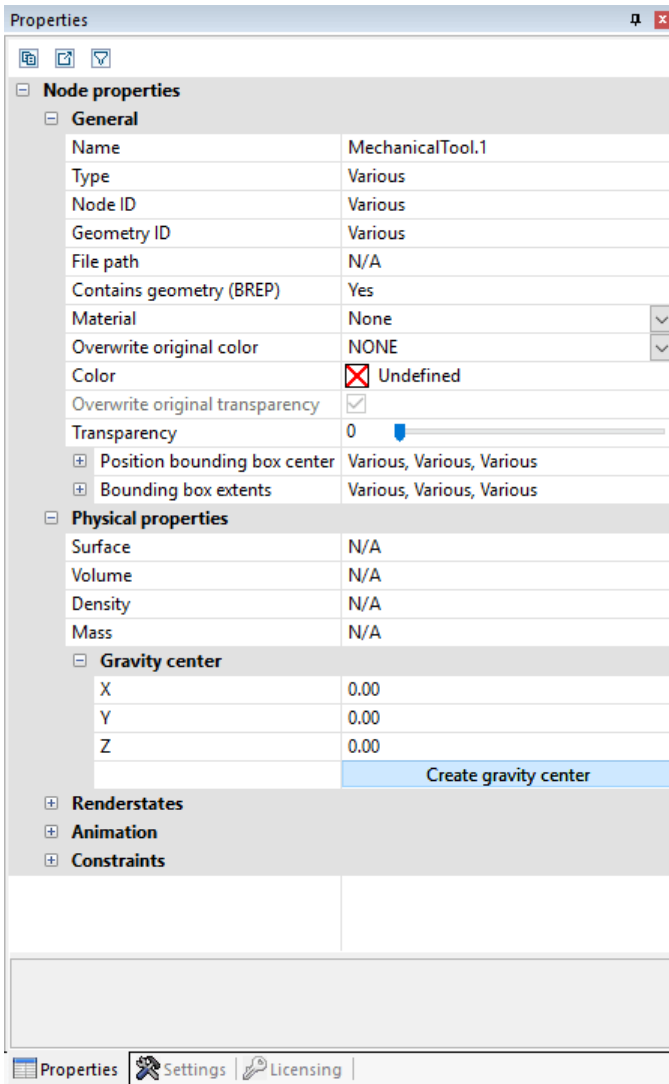 Properties
Node properties
General
Name MechanicalTool.1
Type Various
Node ID Various
Geometry ID Various
File path N/A
Contains geometry (BREP) Yes
Material None
Overwrite original color NONE
Color Undefined
Overwrite original transparency
Transparency 0
Position bounding box center Various, Various, Various
Bounding box extents Various, Various, Various
Physical properties
Surface N/A
Volume N/A
Density N/A
Mass N/A
Gravity center
X 0.00
Y 0.00
Z 0.00
Create gravity center
Renderstates
Animation
Constraints
Properties Settings Licensing